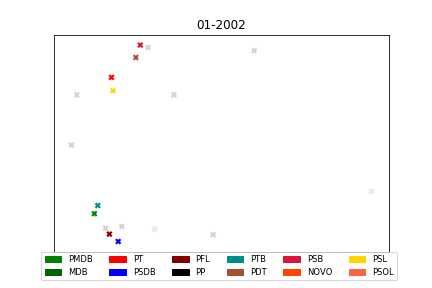 01-2002
PMDB PT PFL PTB PSB PSL
MDB PSDB PP PDT NOVO PSOL